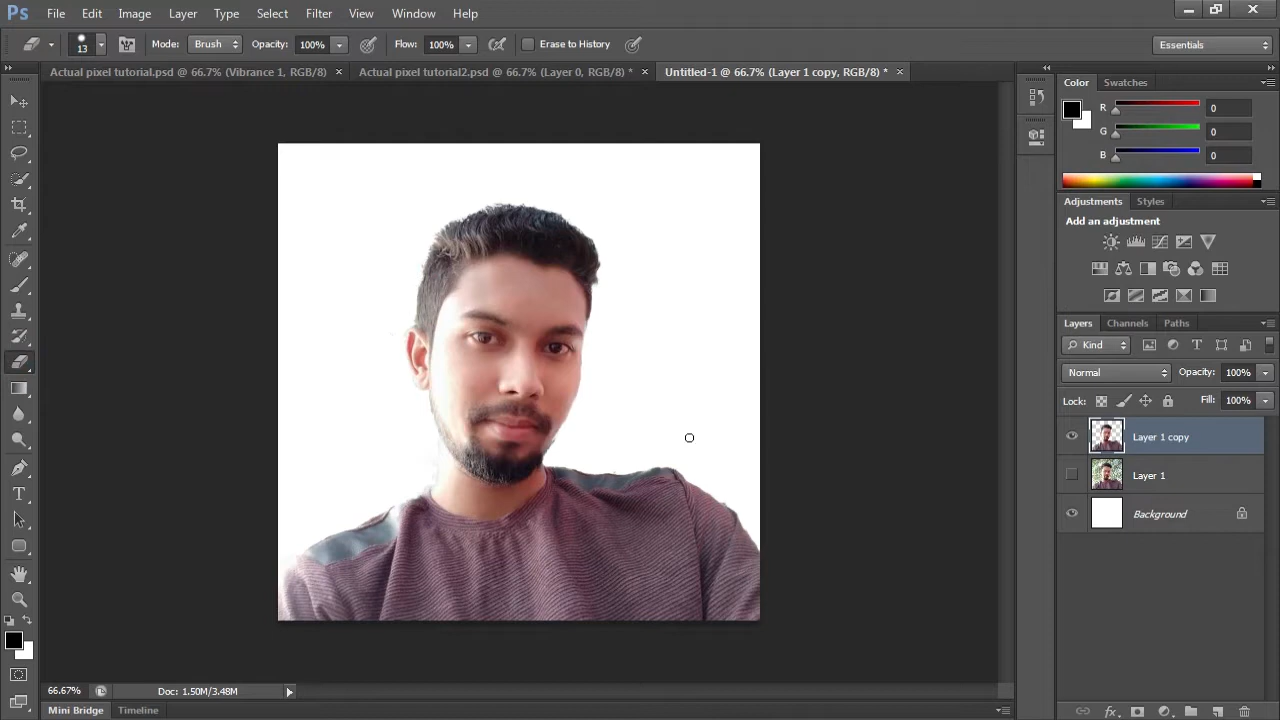 Ps File Edit Image Layer Type Select Filter View Window Help
13 Mode: Brush Opacity: 100% Flow: 100% Erase to History Essentials
Actual pixel tutorial.psd @ 66.7% (Vibrance 1, RGB/8) × Actual pixel tutorial2.psd @ 66.7% (Layer 0, RGB/8) * × Untitled-1 @ 66.7% (Layer 1 copy, RGB/8) * ×
Color Swatches
R 0
G 0
B 0
Adjustments Styles
Add an adjustment
Layers Channels Paths
Kind
Normal Opacity: 100%
Lock: Fill: 100%
Layer 1 copy
Layer 1
Background
66.67% Doc: 1.50M/3.48M
Mini Bridge Timeline